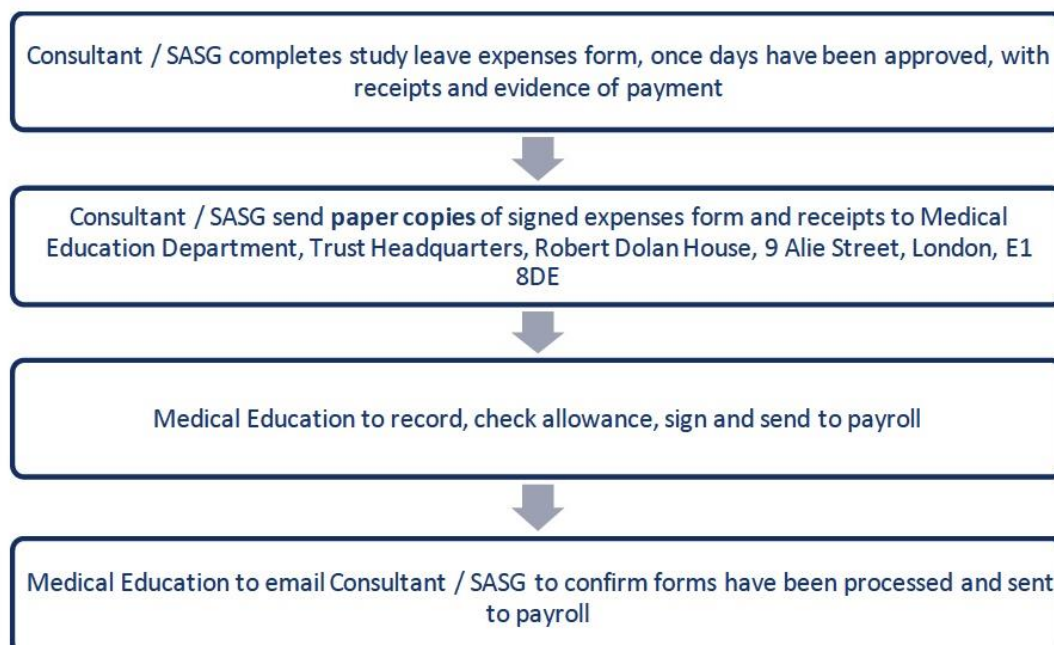 Consultant / SASG completes study leave expenses form, once days have been approved, with
receipts and evidence of payment
Consultant / SASG send paper copies of signed expenses form and receipts to Medical
Education Department, Trust Headquarters, Robert Dolan House, 9 Alie Street, London, E1
8DE
Medical Education to record, check allowance, sign and send to payroll
Medical Education to email Consultant / SASG to confirm forms have been processed and sent
to payroll